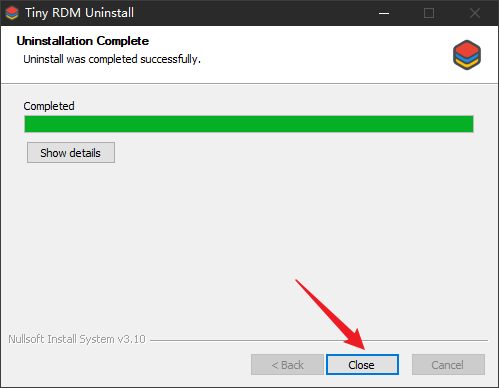 Tiny RDM Uninstall
Uninstallation Complete
Uninstall was completed successfully.
Completed
Show details
Nullsoft Install System v3.10
< Back
Close
Cancel